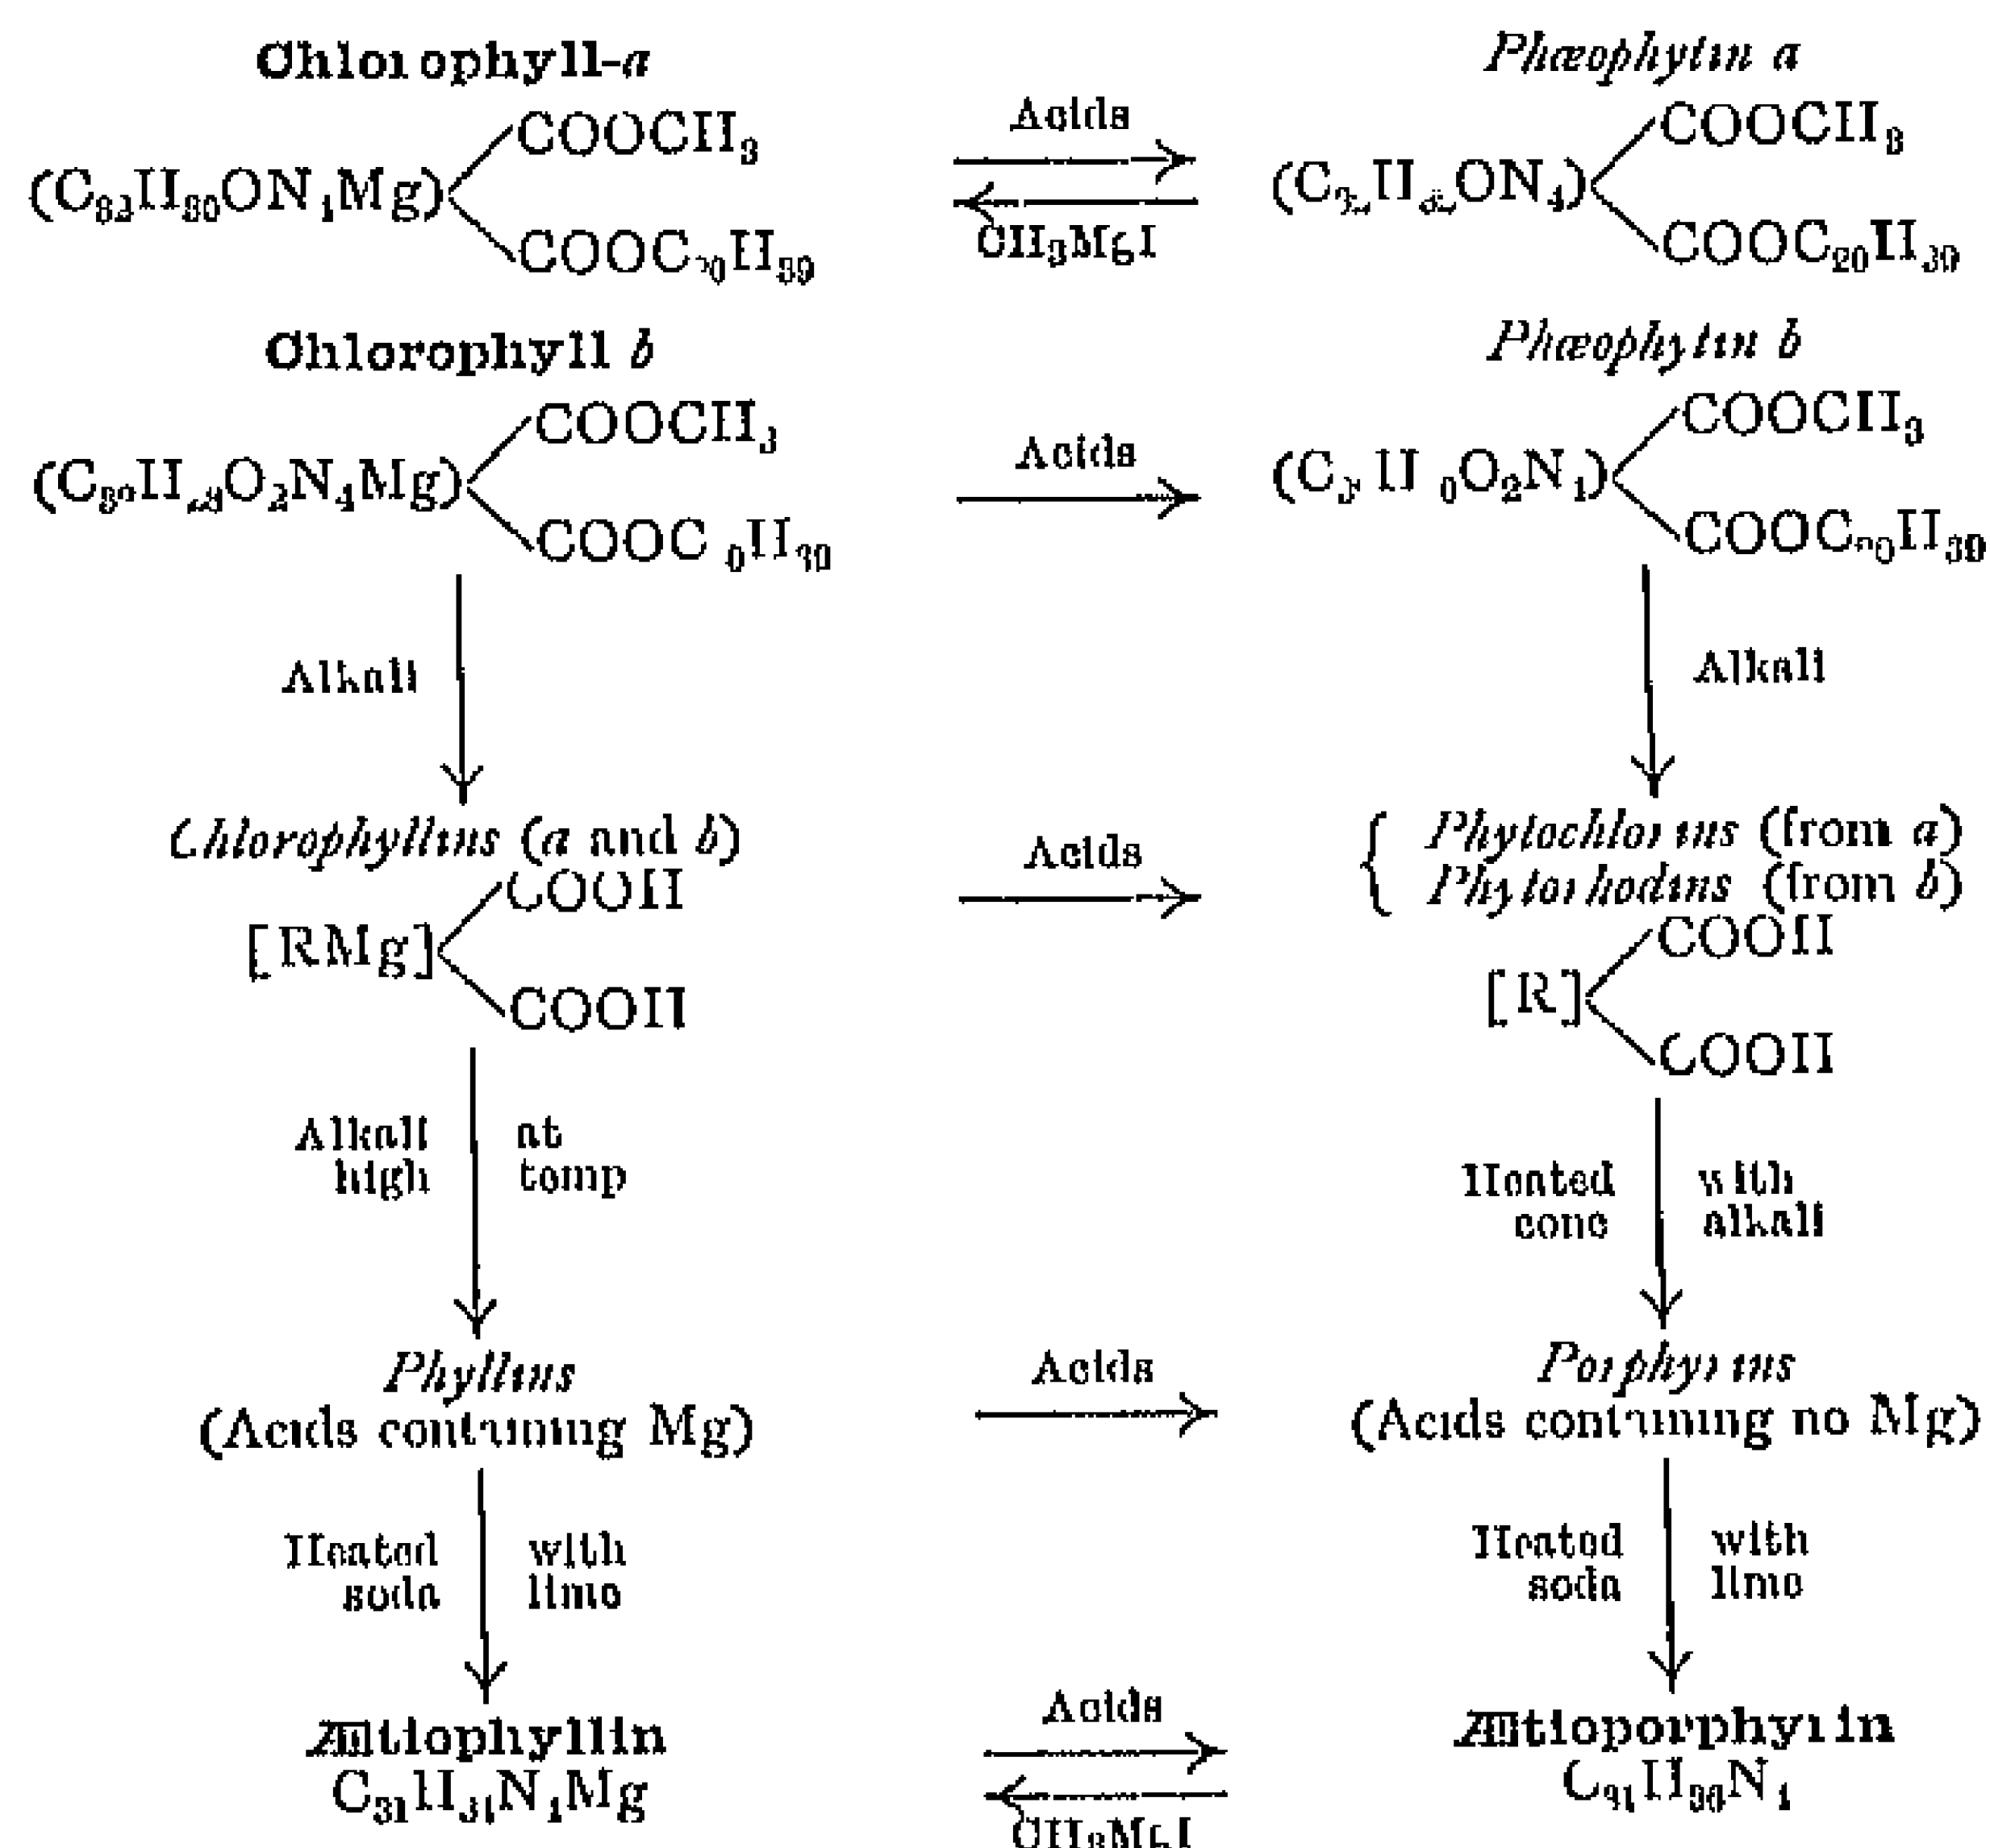 Chlorophyll-a
Phæophytin a
(C₃₂H₃₀ON₄Mg)
COOCH₃
COOC₂₀H₃₉
Acids
CH₃MgI
(C₃₂H₃₂ON₄)
COOCH₃
COOC₂₀H₃₉
Chlorophyll b
Phæophytin b
(C₃₂H₂₈O₂N₄Mg)
COOCH₃
COOC₂₀H₃₉
Acids
(C₃₂H₃₀O₂N₄)
COOCH₃
COOC₂₀H₃₉
Alkali
Alkali
Chlorophyllins (a and b)
[RMg]
COOH
COOH
Acids
Phytochlorins (from a)
Phytorhodins (from b)
[R]
COOH
COOH
Alkali at
high temp
Heated with
conc alkali
Phyllins
(Acids containing Mg)
Acids
Porphyrins
(Acids containing no Mg)
Heated with
soda lime
Heated with
soda lime
Ætiophyllin
C₃₁H₃₄N₄Mg
Acids
CH₃MgI
Ætioporphyrin
C₃₁H₃₆N₄